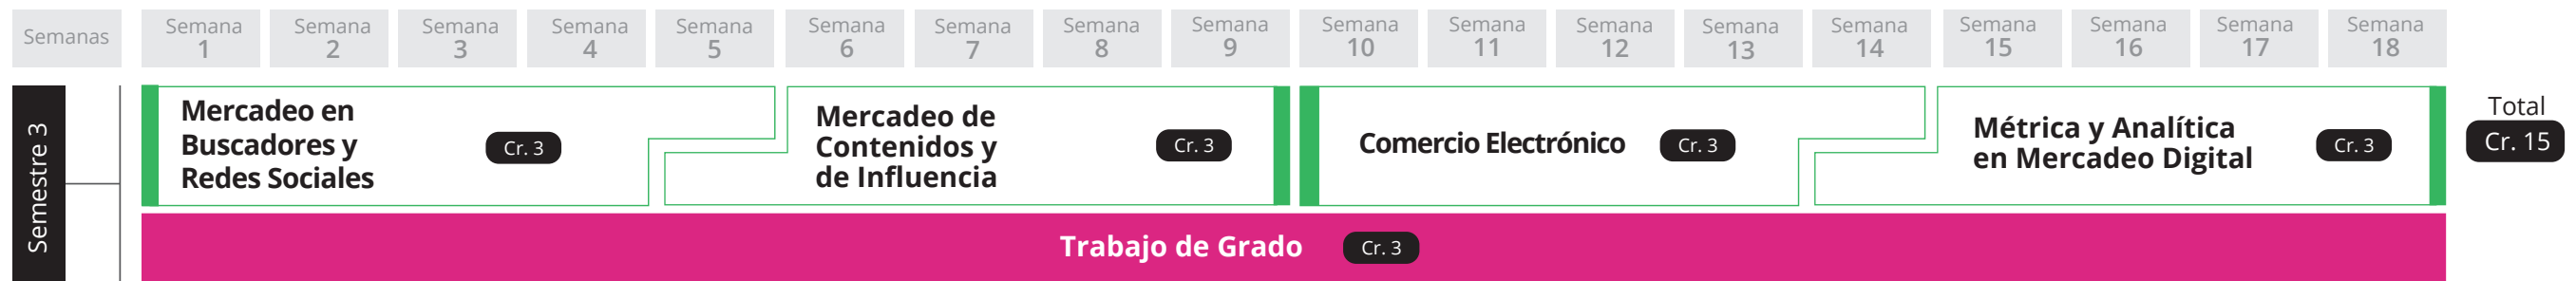 Semanas
Semana
1
Semana
2
Semana
3
Semana
4
Semana
5
Semana
6
Semana
7
Semana
8
Semana
9
Semana
10
Semana
11
Semana
12
Semana
13
Semana
14
Semana
15
Semana
16
Semana
17
Semana
18
Semestre 3
Mercadeo en
Buscadores y
Redes Sociales
Cr. 3
Mercadeo de
Contenidos y
de Influencia
Cr. 3
Comercio Electrónico
Cr. 3
Métrica y Analítica
en Mercadeo Digital
Cr. 3
Total
Cr. 15
Trabajo de Grado
Cr. 3